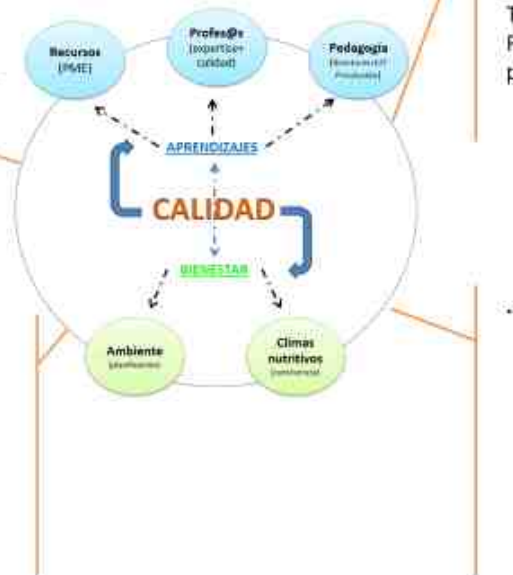 Profes@s
(expertise+
calidad)
Recursos
(PME)
Pedagogía
APRENDIZAJES
CALIDAD
BIENESTAR
Ambiente
Climas
nutritivos